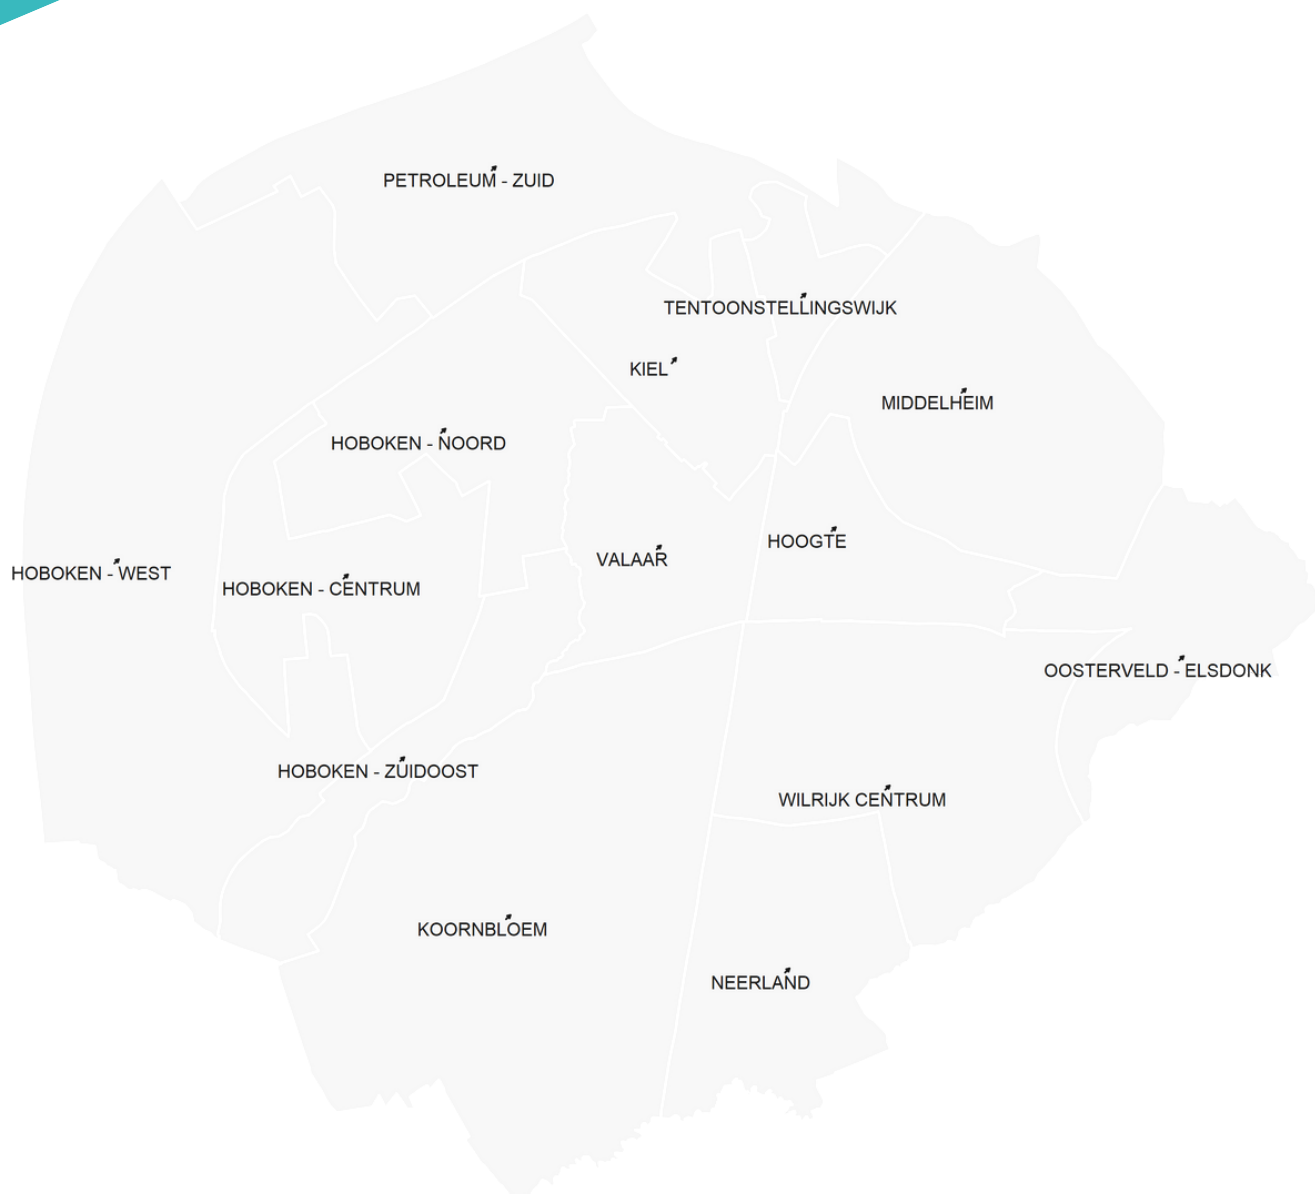 PETROLEUM - ZUID
TENTOONSTELLINGSWIJK
KIEL
MIDDELHEIM
HOBOKEN - NOORD
HOOGTE
VALAAR
HOBOKEN - WEST
HOBOKEN - CENTRUM
OOSTERVELD - ELSDONK
HOBOKEN - ZUIDOOST
WILRIJK CENTRUM
KOORNBLOEM
NEERLAND